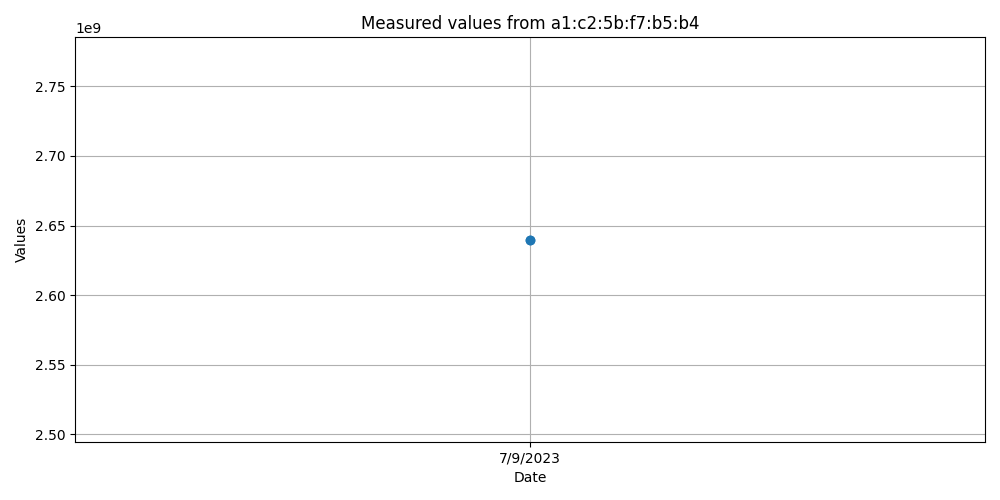 Measured values from a1:c2:5b:f7:b5:b4
1e9
2.75
2.70
2.65
2.60
2.55
2.50
Values
7/9/2023
Date